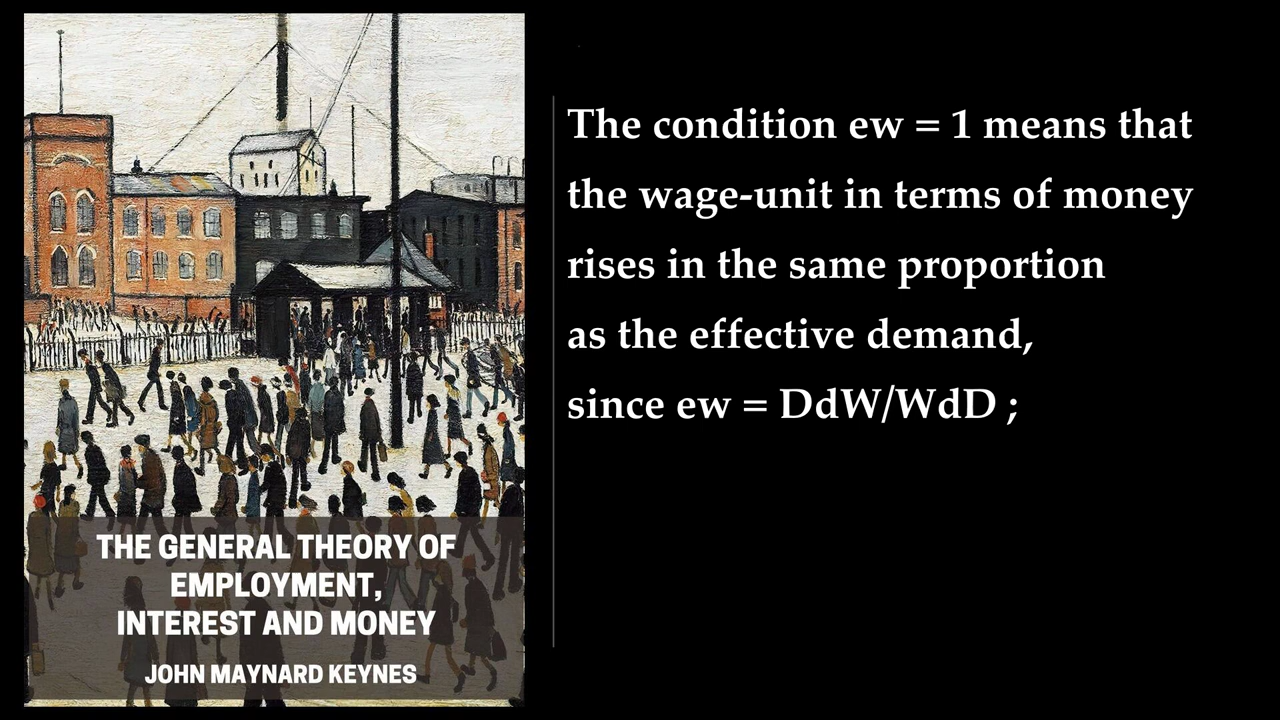 THE GENERAL THEORY OF
EMPLOYMENT,
INTEREST AND MONEY
JOHN MAYNARD KEYNES
The condition ew = 1 means that
the wage-unit in terms of money
rises in the same proportion
as the effective demand,
since ew = DdW/WdD ;